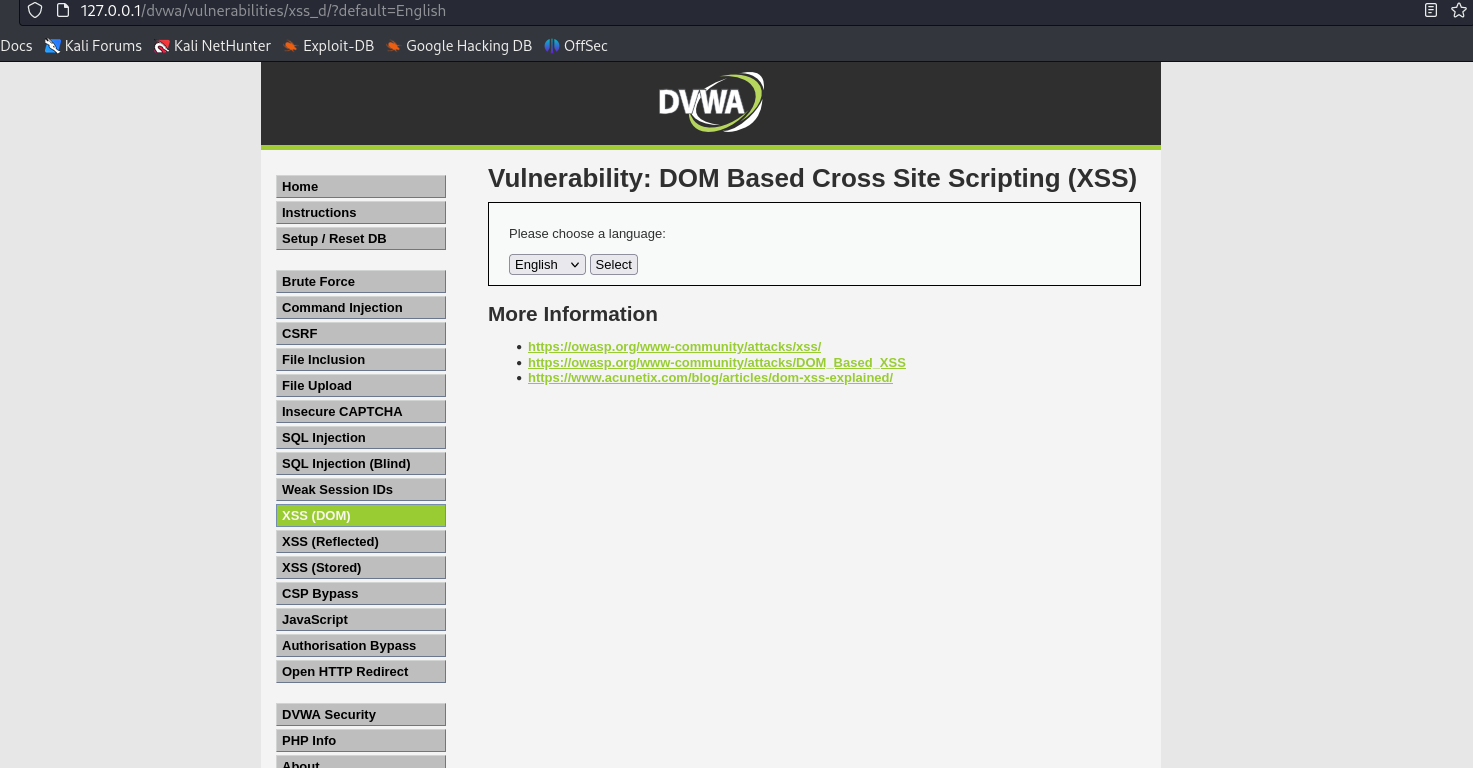 127.0.0.1/dvwa/vulnerabilities/xss_d/?default=English
Docs Kali Forums Kali NetHunter Exploit-DB Google Hacking DB OffSec
DVWA
Vulnerability: DOM Based Cross Site Scripting (XSS)
Please choose a language:
English Select
More Information
https://owasp.org/www-community/attacks/xss/
https://owasp.org/www-community/attacks/DOM_Based_XSS
https://www.acunetix.com/blog/articles/dom-xss-explained/
Home
Instructions
Setup / Reset DB
Brute Force
Command Injection
CSRF
File Inclusion
File Upload
Insecure CAPTCHA
SQL Injection
SQL Injection (Blind)
Weak Session IDs
XSS (DOM)
XSS (Reflected)
XSS (Stored)
CSP Bypass
JavaScript
Authorisation Bypass
Open HTTP Redirect
DVWA Security
PHP Info
About